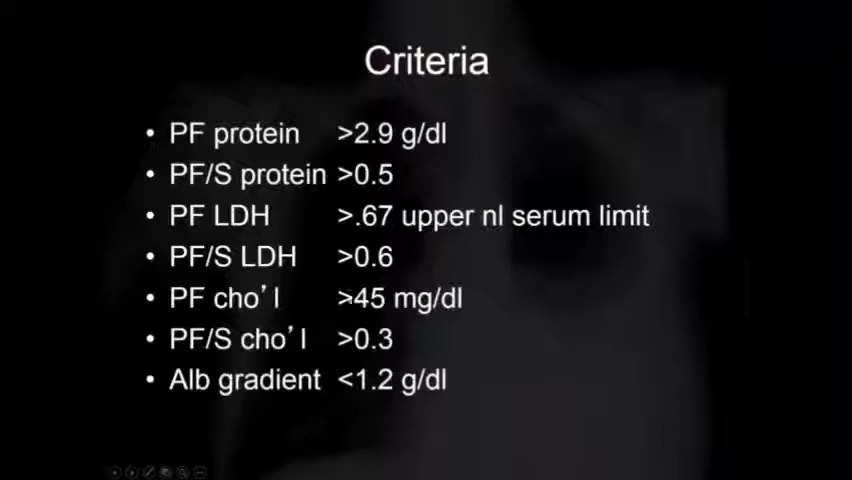 Criteria
• PF protein >2.9 g/dl
• PF/S protein >0.5
• PF LDH >.67 upper nl serum limit
• PF/S LDH >0.6
• PF cho’l >45 mg/dl
• PF/S cho’l >0.3
• Alb gradient <1.2 g/dl